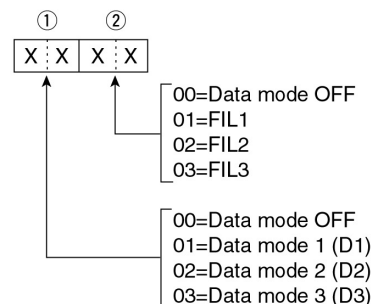 ① ②
X X X X
00=Data mode OFF
01=FIL1
02=FIL2
03=FIL3
00=Data mode OFF
01=Data mode 1 (D1)
02=Data mode 2 (D2)
03=Data mode 3 (D3)